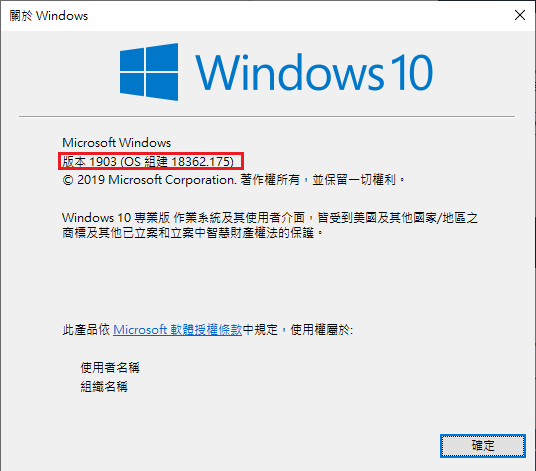 關於 Windows
Windows 10
Microsoft Windows
版本 1903 (OS 組建 18362.175)
© 2019 Microsoft Corporation. 著作權所有，並保留一切權利。
Windows 10 專業版 作業系統及其使用者介面，皆受到美國及其他國家/地區之
商標及其他已立案和立案中智慧財產權法的保護。
此產品依 Microsoft 軟體授權條款中規定，使用權屬於:
使用者名稱
組織名稱
確定